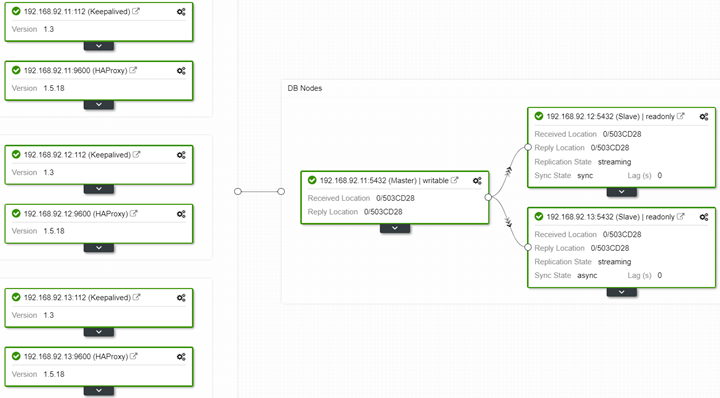 192.168.92.11:112 (Keepalived)
Version 1.3
192.168.92.11:9600 (HAProxy)
Version 1.5.18
192.168.92.12:112 (Keepalived)
Version 1.3
192.168.92.12:9600 (HAProxy)
Version 1.5.18
192.168.92.13:112 (Keepalived)
Version 1.3
192.168.92.13:9600 (HAProxy)
Version 1.5.18
DB Nodes
192.168.92.11:5432 (Master) | writable
Received Location 0/503CD28
Reply Location 0/503CD28
192.168.92.12:5432 (Slave) | readonly
Received Location 0/503CD28
Reply Location 0/503CD28
Replication State streaming
Sync State sync Lag (s) 0
192.168.92.13:5432 (Slave) | readonly
Received Location 0/503CD28
Reply Location 0/503CD28
Replication State streaming
Sync State async Lag (s) 0